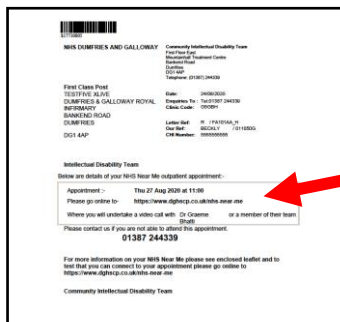 NHS DUMFRIES AND GALLOWAY
Community Intellectual Disability Team
First Floor East
Mountainhall Treatment Centre
Bankend Road
Dumfries
DG1 4AP
Telephone: (01387) 244339
First Class Post
TESTFIVE XLIVE
DUMFRIES & GALLOWAY ROYAL
INFIRMARY
BANKEND ROAD
DUMFRIES
DG1 4AP
Date: 24/08/2020
Enquiries To : Tel:01387 244339
Clinic Code:
Letter Ref:
Our Ref: BECKLY / 011053G
CHI Number:
Intellectual Disability Team
Below are details of your NHS Near Me outpatient appointment:-
Appointment :- Thu 27 Aug 2020 at 11:00
Please go online to- https://www.dghscp.co.uk/nhs-near-me
Where you will undertake a video call with Dr Graeme Bhatti or a member of their team
Please contact us if you are not able to attend this appointment.
01387 244339
For more information on your NHS Near Me please see enclosed leaflet and to
test that you can connect to your appointment please go online to
https://www.dghscp.co.uk/nhs-near-me
Community Intellectual Disability Team